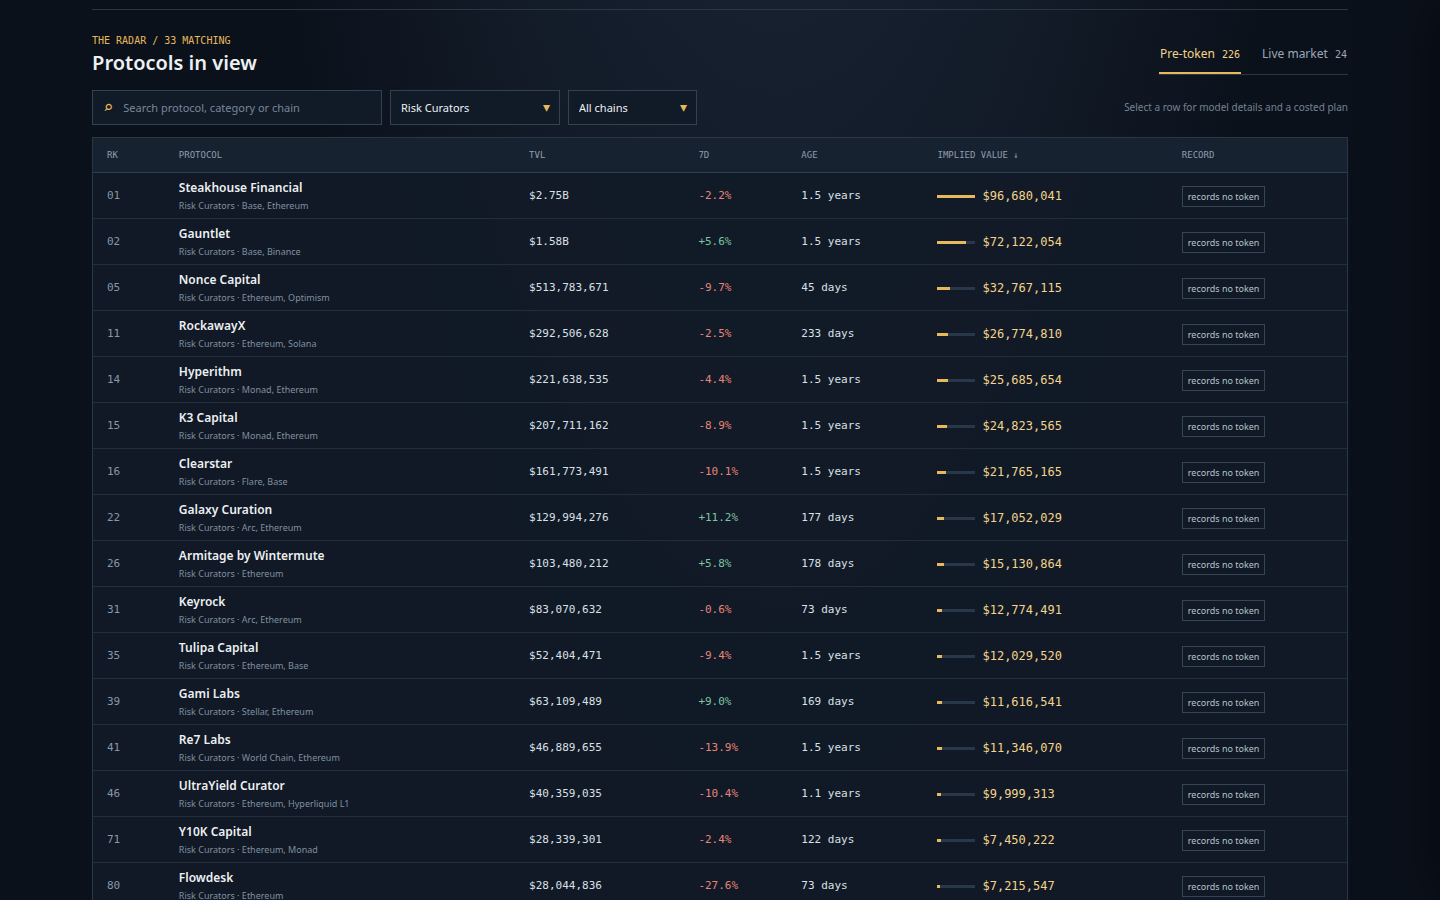 THE RADAR / 33 MATCHING
Protocols in view
Pre-token 226 Live market 24
Search protocol, category or chain Risk Curators All chains Select a row for model details and a costed plan
RK PROTOCOL TVL 7D AGE IMPLIED VALUE ↓ RECORD
01 Steakhouse Financial $2.75B -2.2% 1.5 years $96,680,041 records no token
Risk Curators · Base, Ethereum
02 Gauntlet $1.58B +5.6% 1.5 years $72,122,054 records no token
Risk Curators · Base, Binance
05 Nonce Capital $513,783,671 -9.7% 45 days $32,767,115 records no token
Risk Curators · Ethereum, Optimism
11 RockawayX $292,506,628 -2.5% 233 days $26,774,810 records no token
Risk Curators · Ethereum, Solana
14 Hyperithm $221,638,535 -4.4% 1.5 years $25,685,654 records no token
Risk Curators · Monad, Ethereum
15 K3 Capital $207,711,162 -8.9% 1.5 years $24,823,565 records no token
Risk Curators · Monad, Ethereum
16 Clearstar $161,773,491 -10.1% 1.5 years $21,765,165 records no token
Risk Curators · Flare, Base
22 Galaxy Curation $129,994,276 +11.2% 177 days $17,052,029 records no token
Risk Curators · Arc, Ethereum
26 Armitage by Wintermute $103,480,212 +5.8% 178 days $15,130,864 records no token
Risk Curators · Ethereum
31 Keyrock $83,070,632 -0.6% 73 days $12,774,491 records no token
Risk Curators · Arc, Ethereum
35 Tulipa Capital $52,404,471 -9.4% 1.5 years $12,029,520 records no token
Risk Curators · Ethereum, Base
39 Gami Labs $63,109,489 +9.0% 169 days $11,616,541 records no token
Risk Curators · Stellar, Ethereum
41 Re7 Labs $46,889,655 -13.9% 1.5 years $11,346,070 records no token
Risk Curators · World Chain, Ethereum
46 UltraYield Curator $40,359,035 -10.4% 1.1 years $9,999,313 records no token
Risk Curators · Ethereum, Hyperliquid L1
71 Y10K Capital $28,339,301 -2.4% 122 days $7,450,222 records no token
Risk Curators · Ethereum, Monad
80 Flowdesk $28,044,836 -27.6% 73 days $7,215,547 records no token
Risk Curators · Ethereum